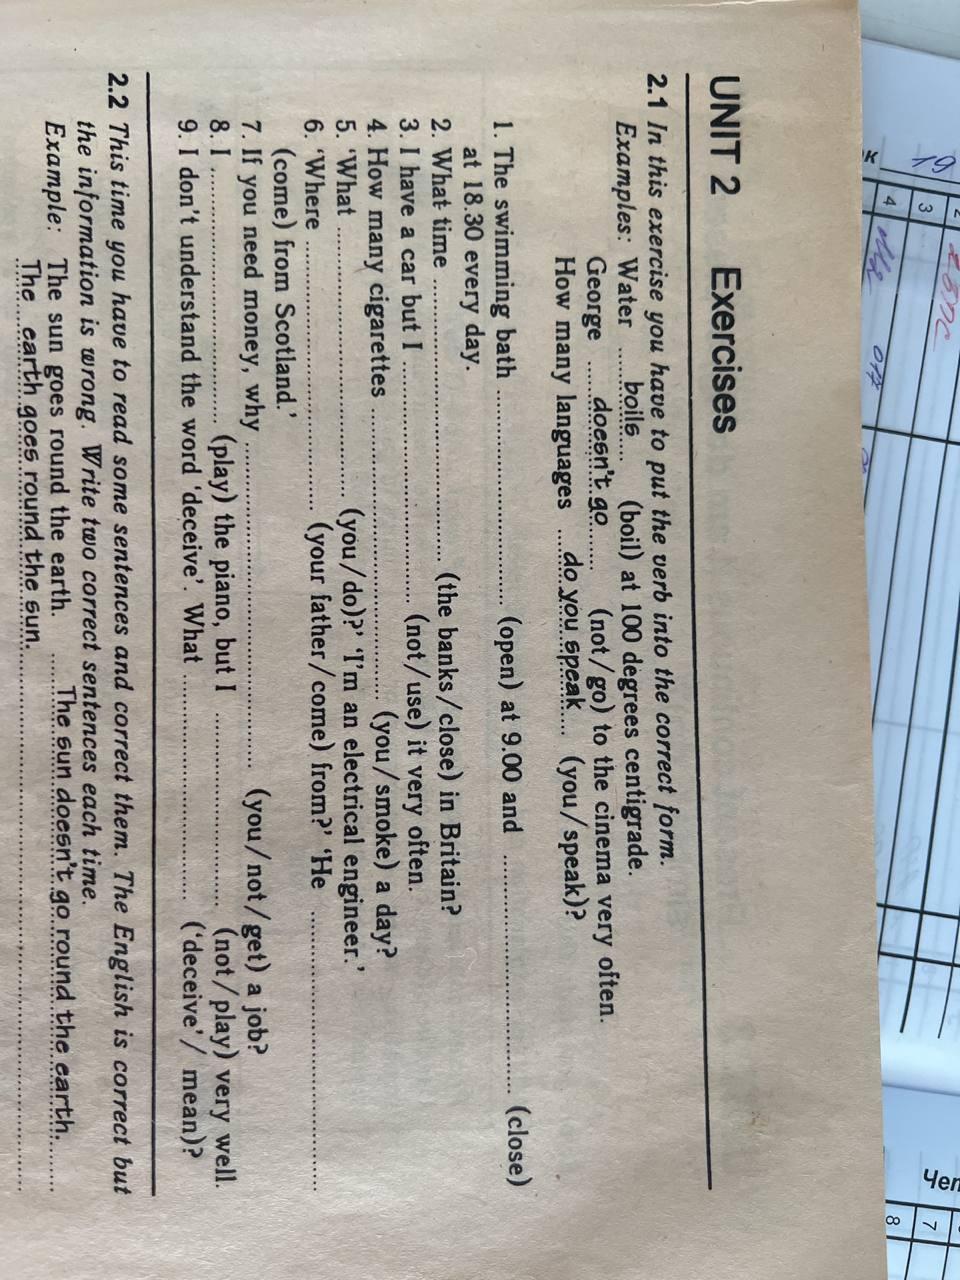 UNIT 2 Exercises
2.1 In this exercise you have to put the verb into the correct form.
Examples: Water ......boils...... (boil) at 100 degrees centigrade.
George ......doesn't go...... (not/go) to the cinema very often.
How many languages ......do you speak...... (you/speak)?
1. The swimming bath .............................. (open) at 9.00 and .............................. (close)
at 18.30 every day.
2. What time .............................. (the banks/close) in Britain?
3. I have a car but I .............................. (not/use) it very often.
4. How many cigarettes .............................. (you/smoke) a day?
5. 'What .............................. (you/do)?' 'I'm an electrical engineer.'
6. 'Where .............................. (your father/come) from?' 'He ..............................
(come) from Scotland.'
7. If you need money, why .............................. (you/not/get) a job?
8. I .............................. (play) the piano, but I .............................. (not/play) very well.
9. I don't understand the word 'deceive'. What .............................. ('deceive'/ mean)?
2.2 This time you have to read some sentences and correct them. The English is correct but
the information is wrong. Write two correct sentences each time.
Example: The sun goes round the earth. ......The sun doesn't go round the earth.......
The earth goes round the sun.
19
к
3
4
Чет
7
8